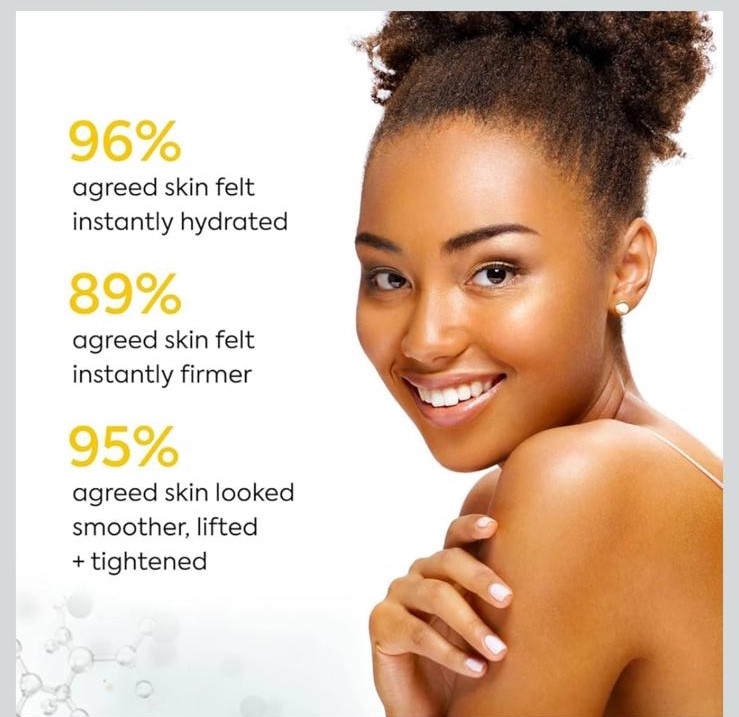 96%
agreed skin felt
instantly hydrated
89%
agreed skin felt
instantly firmer
95%
agreed skin looked
smoother, lifted
+ tightened